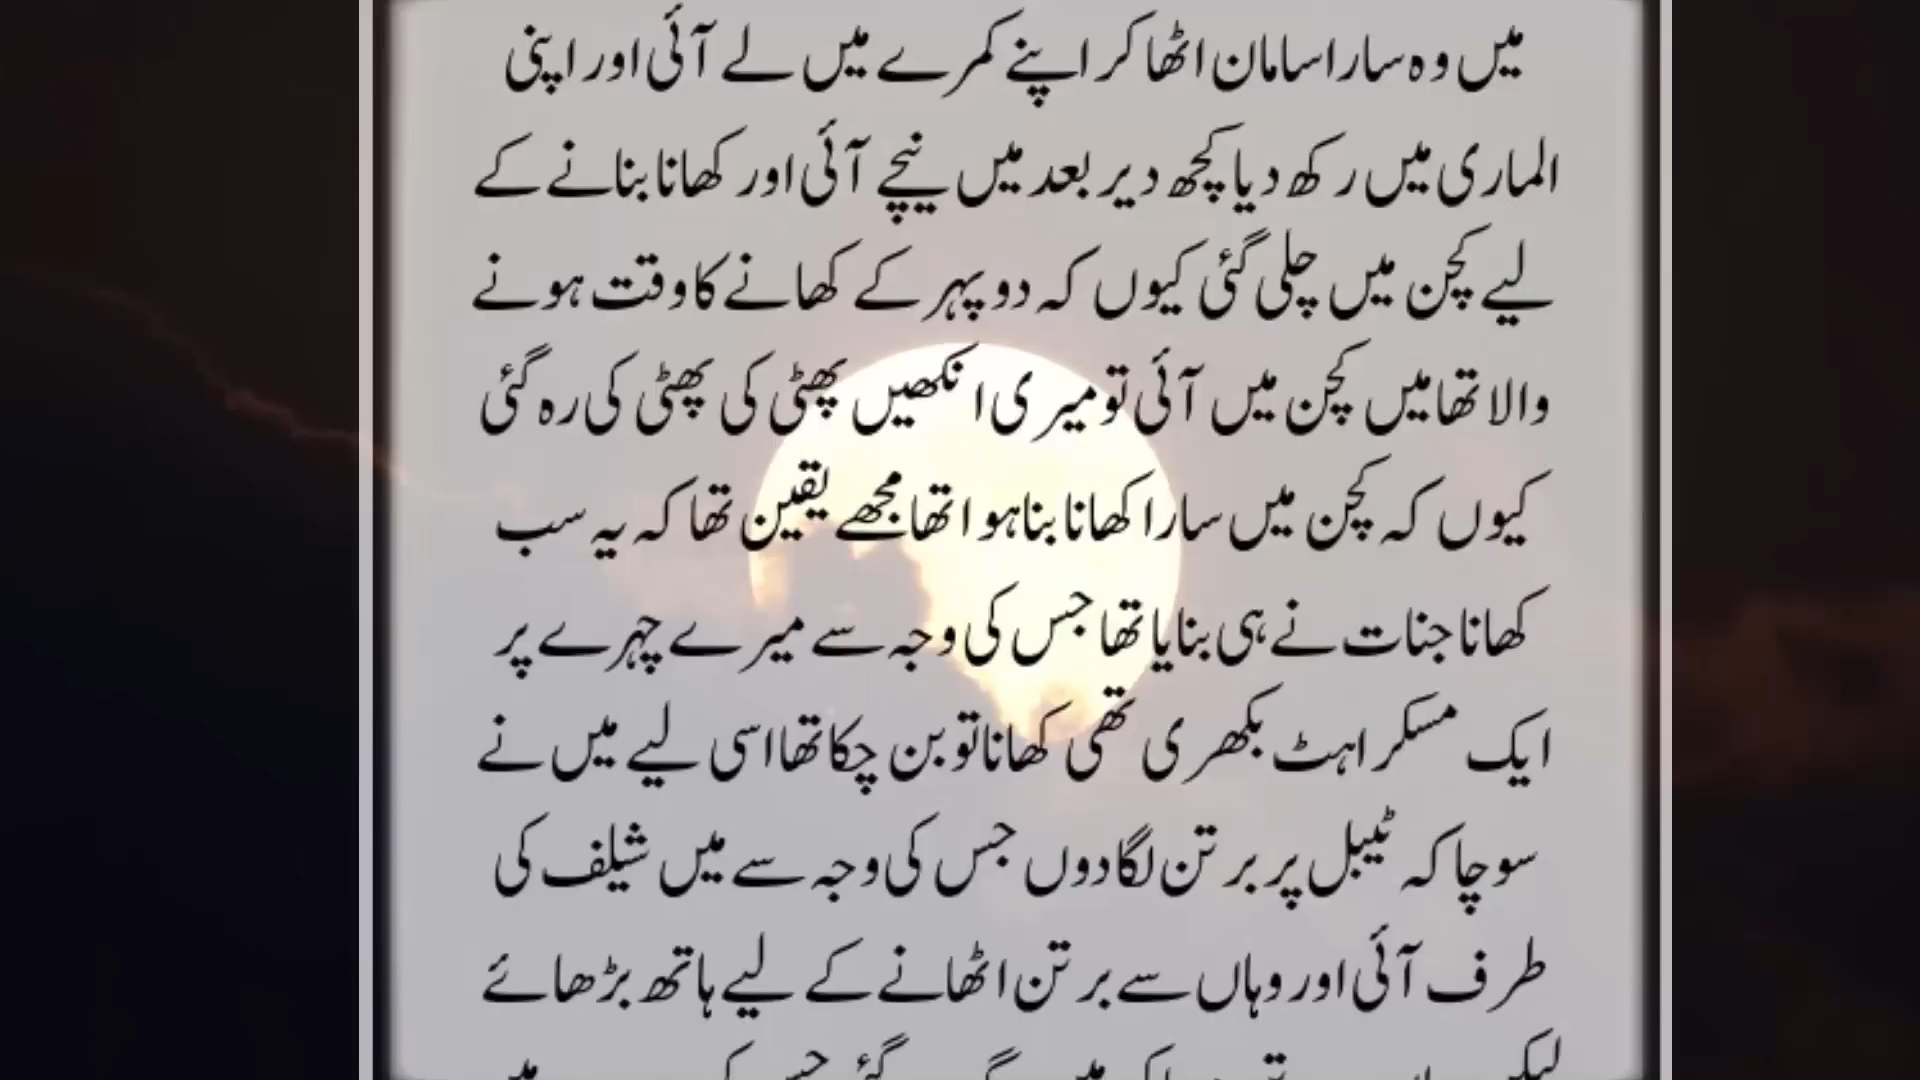 میں وہ سارا سامان اٹھا کر اپنے کمرے میں لے آئی اور اپنی
الماری میں رکھ دیا کچھ دیر بعد میں نیچے آئی اور کھانا بنانے کے
لیے کچن میں چلی گئی کیوں کہ دوپہر کے کھانے کا وقت ہونے
والا تھا میں کچن میں آئی تو میری انکھیں پھٹی کی پھٹی کی رہ گئی
کیوں کہ کچن میں سارا کھانا بنا ہوا تھا مجھے یقین تھا کہ یہ سب
کھانا جنات نے ہی بنایا تھا جس کی وجہ سے میرے چہرے پر
ایک مسکراہٹ بکھری تھی کھانا تو بن چکا تھا اسی لیے میں نے
سوچا کہ ٹیبل پر برتن لگا دوں جس کی وجہ سے میں شیلف کی
طرف آئی اور وہاں سے برتن اٹھانے کے لیے ہاتھ بڑھائے